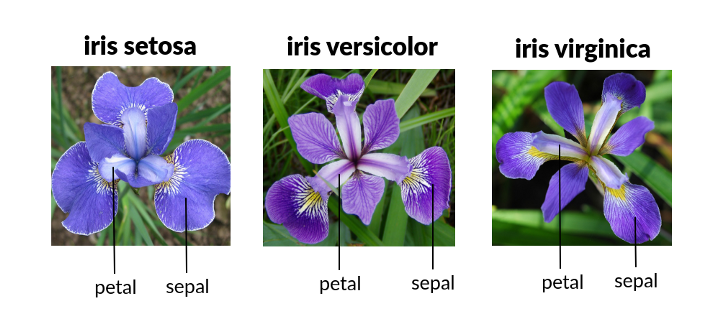 iris setosa
iris versicolor
iris virginica
petal
sepal
petal
sepal
petal
sepal